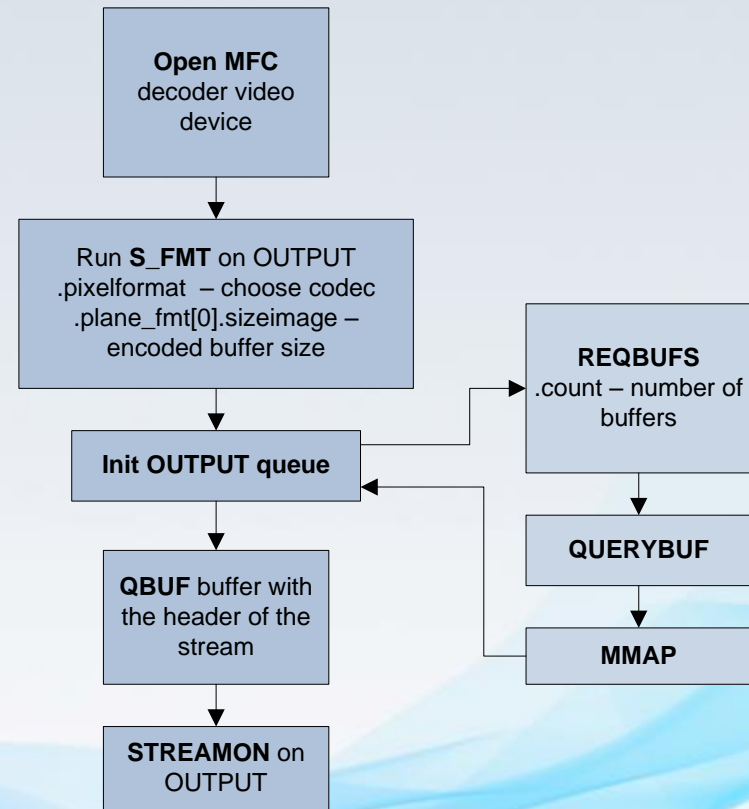 Open MFC
decoder video
device
Run S_FMT on OUTPUT
.pixelformat – choose codec
.plane_fmt[0].sizeimage –
encoded buffer size
Init OUTPUT queue
REQBUFS
.count – number of
buffers
QUERYBUF
MMAP
QBUF buffer with
the header of the
stream
STREAMON on
OUTPUT